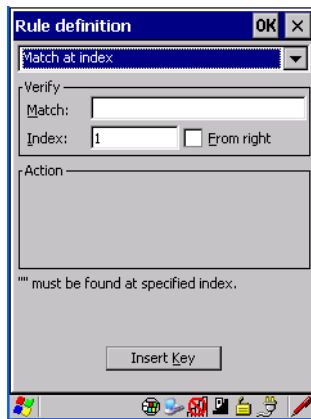 Rule definition OK ×
Match at index
Verify
Match:
Index: 1 From right
Action
"" must be found at specified index.
Insert Key